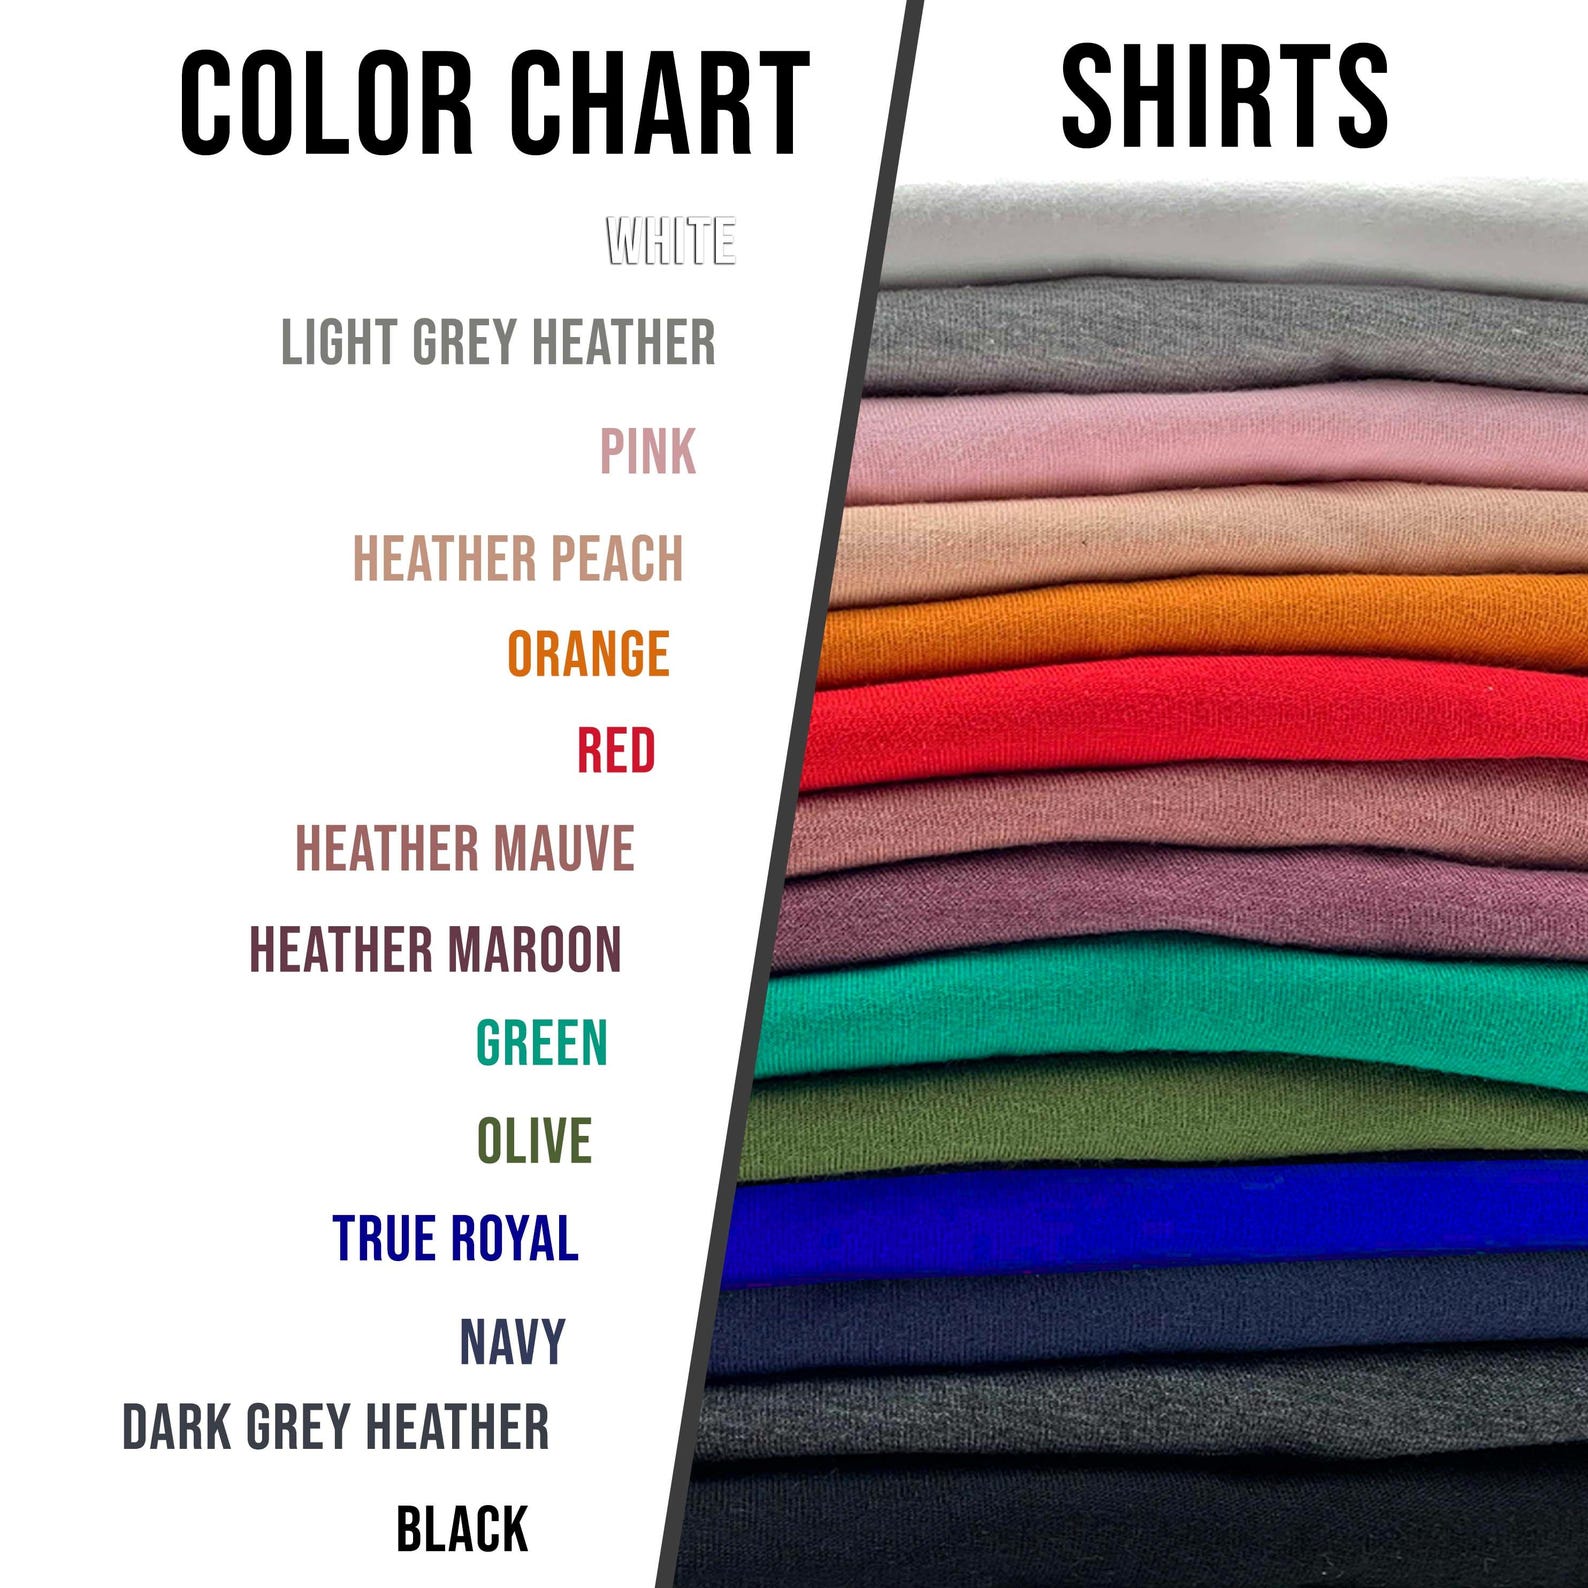 COLOR CHART
SHIRTS
WHITE
LIGHT GREY HEATHER
PINK
HEATHER PEACH
ORANGE
RED
HEATHER MAUVE
HEATHER MAROON
GREEN
OLIVE
TRUE ROYAL
NAVY
DARK GREY HEATHER
BLACK